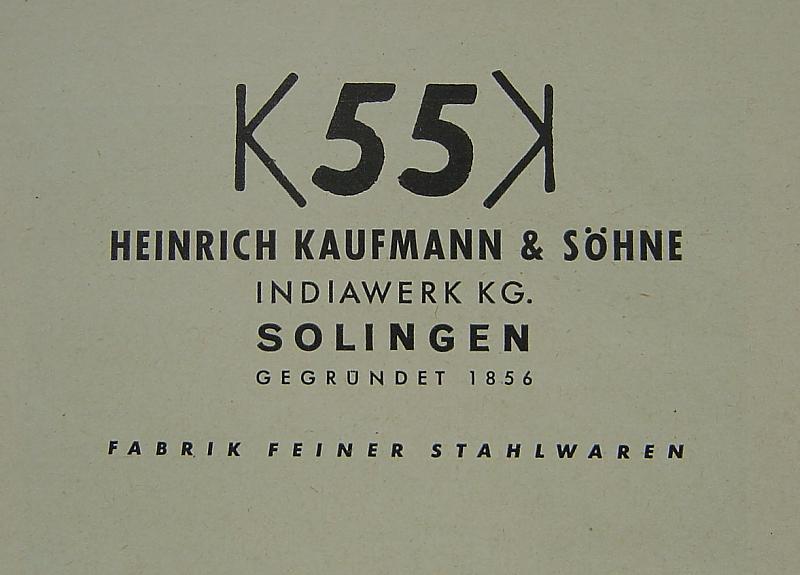 K55K
HEINRICH KAUFMANN & SÖHNE
INDIAWERK KG.
SOLINGEN
GEGRÜNDET 1856
FABRIK FEINER STAHLWAREN